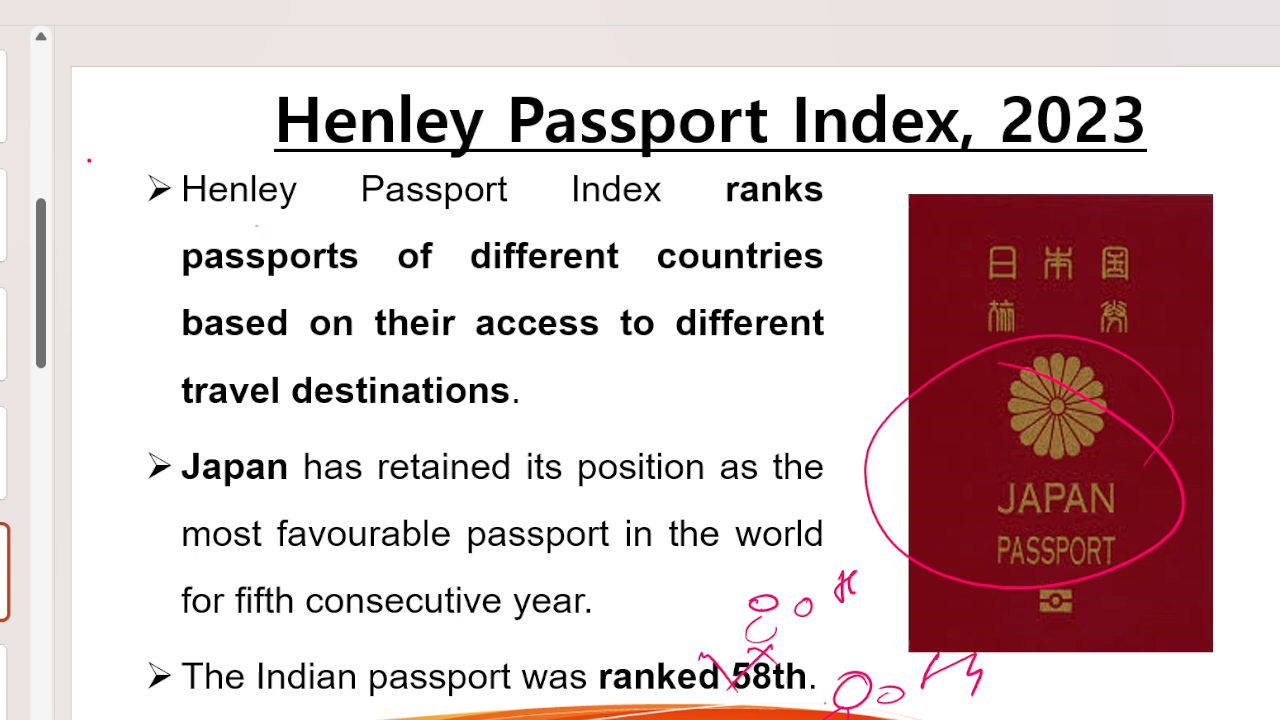 Henley Passport Index, 2023
➢ Henley Passport Index ranks
passports of different countries
based on their access to different
travel destinations.
➢ Japan has retained its position as the
most favourable passport in the world
for fifth consecutive year.
➢ The Indian passport was ranked 58th.
日本国
旅券
JAPAN
PASSPORT